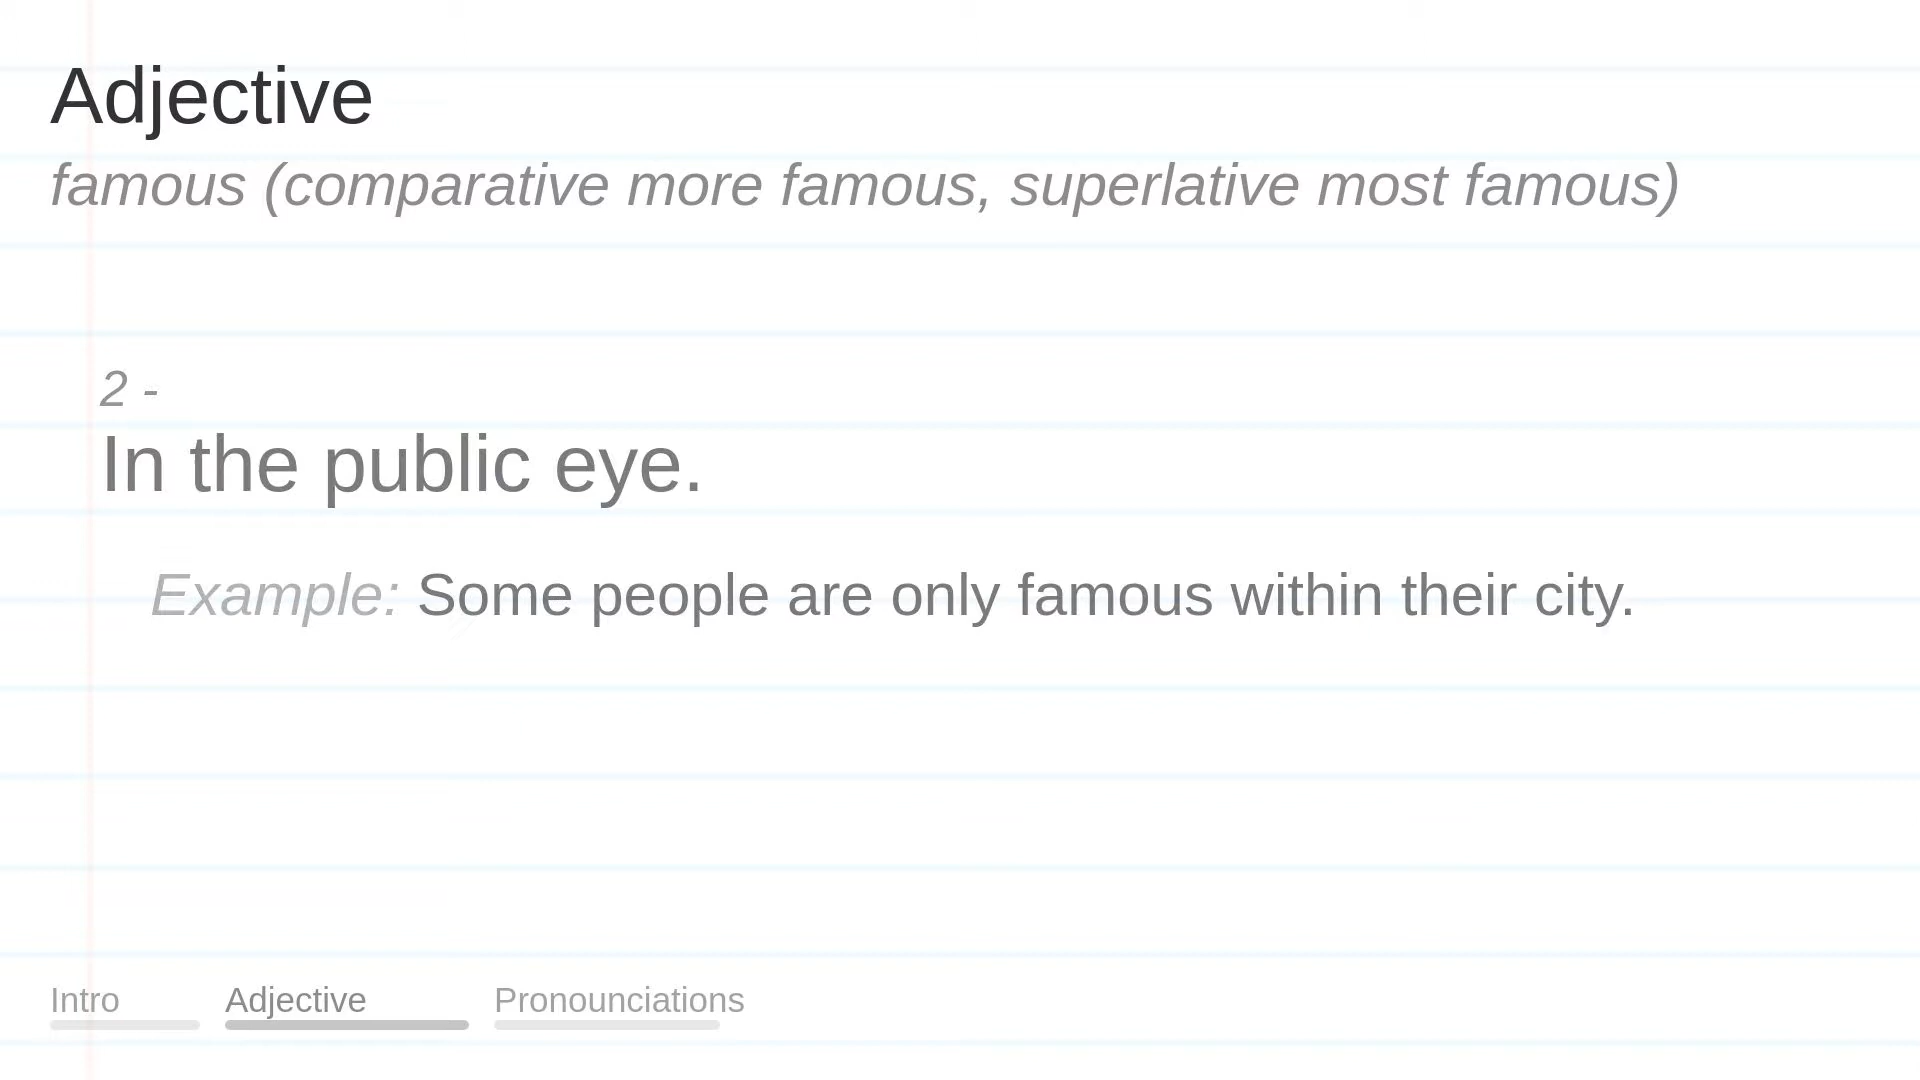 Adjective
famous (comparative more famous, superlative most famous)
2 -
In the public eye.
Example: Some people are only famous within their city.
Intro
Adjective
Pronounciations